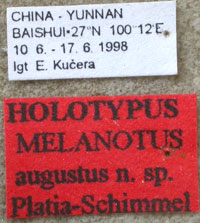 CHINA - YUNNAN
BAISHUI•27°N 100°12'E
10 6. - 17. 6. 1998
lgt E. Kučera
HOLOTYPUS
MELANOTUS
augustus n. sp.
Platia-Schimmel